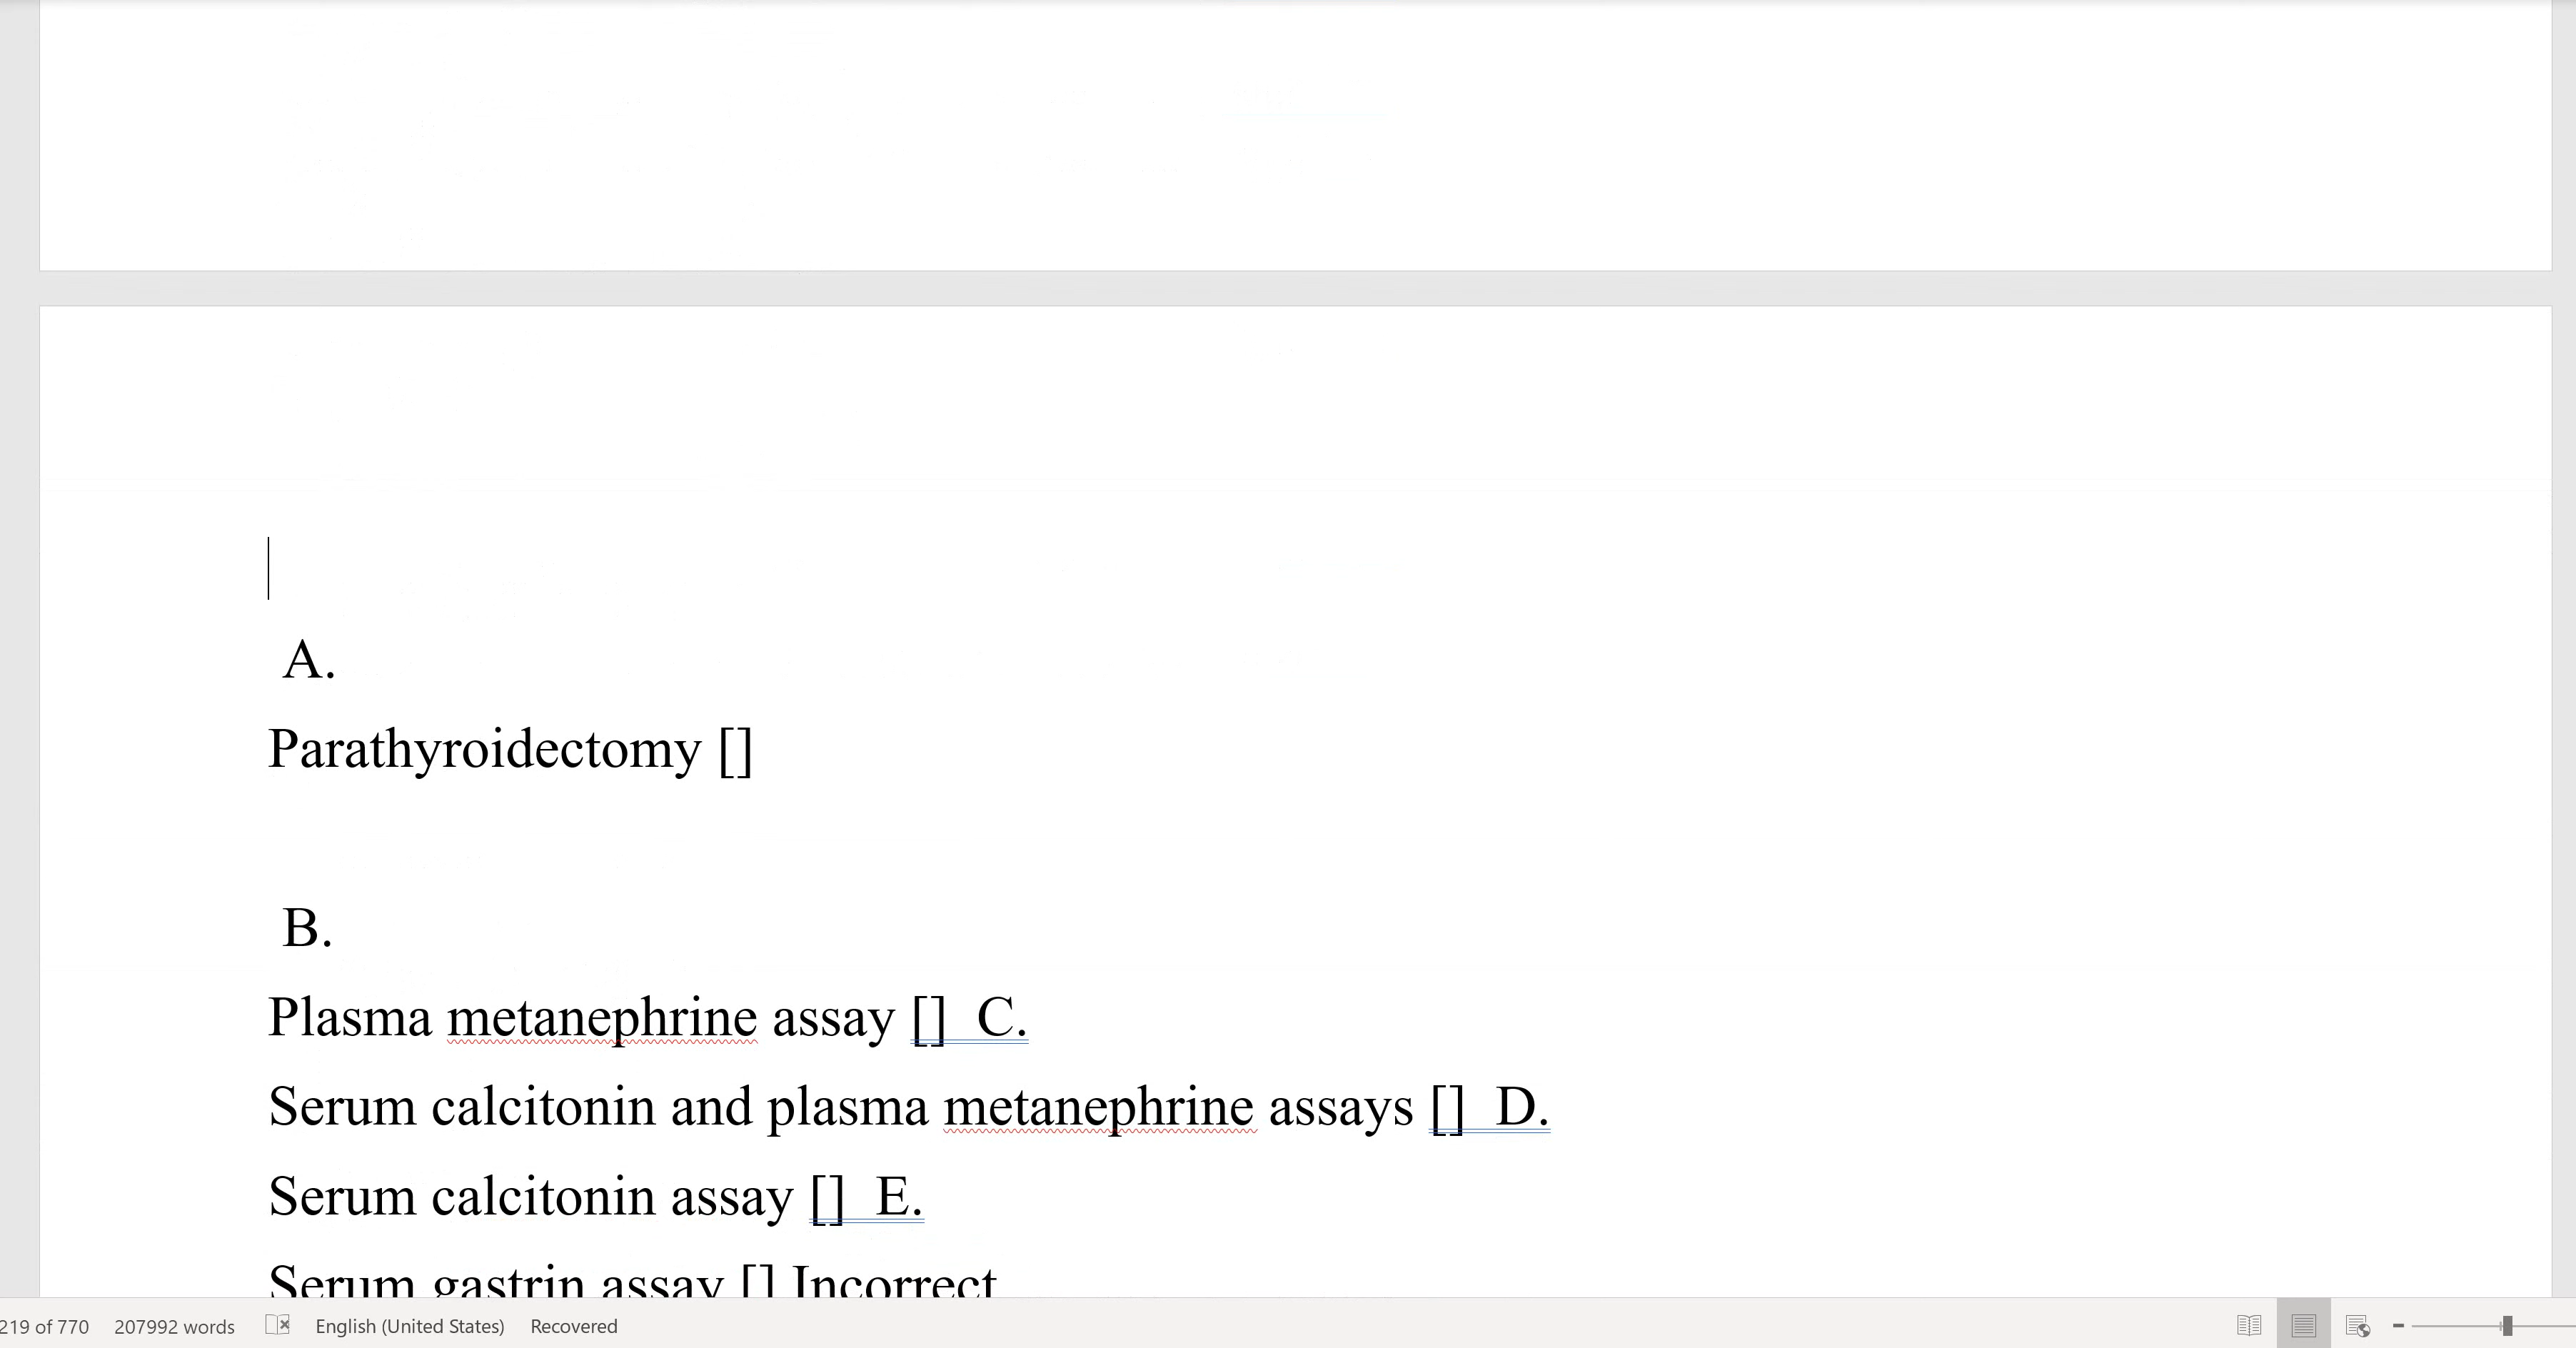 A.
Parathyroidectomy []
B.
Plasma metanephrine assay [] C.
Serum calcitonin and plasma metanephrine assays [] D.
Serum calcitonin assay [] E.
Serum gastrin assay [] Incorrect
219 of 770 207992 words English (United States) Recovered